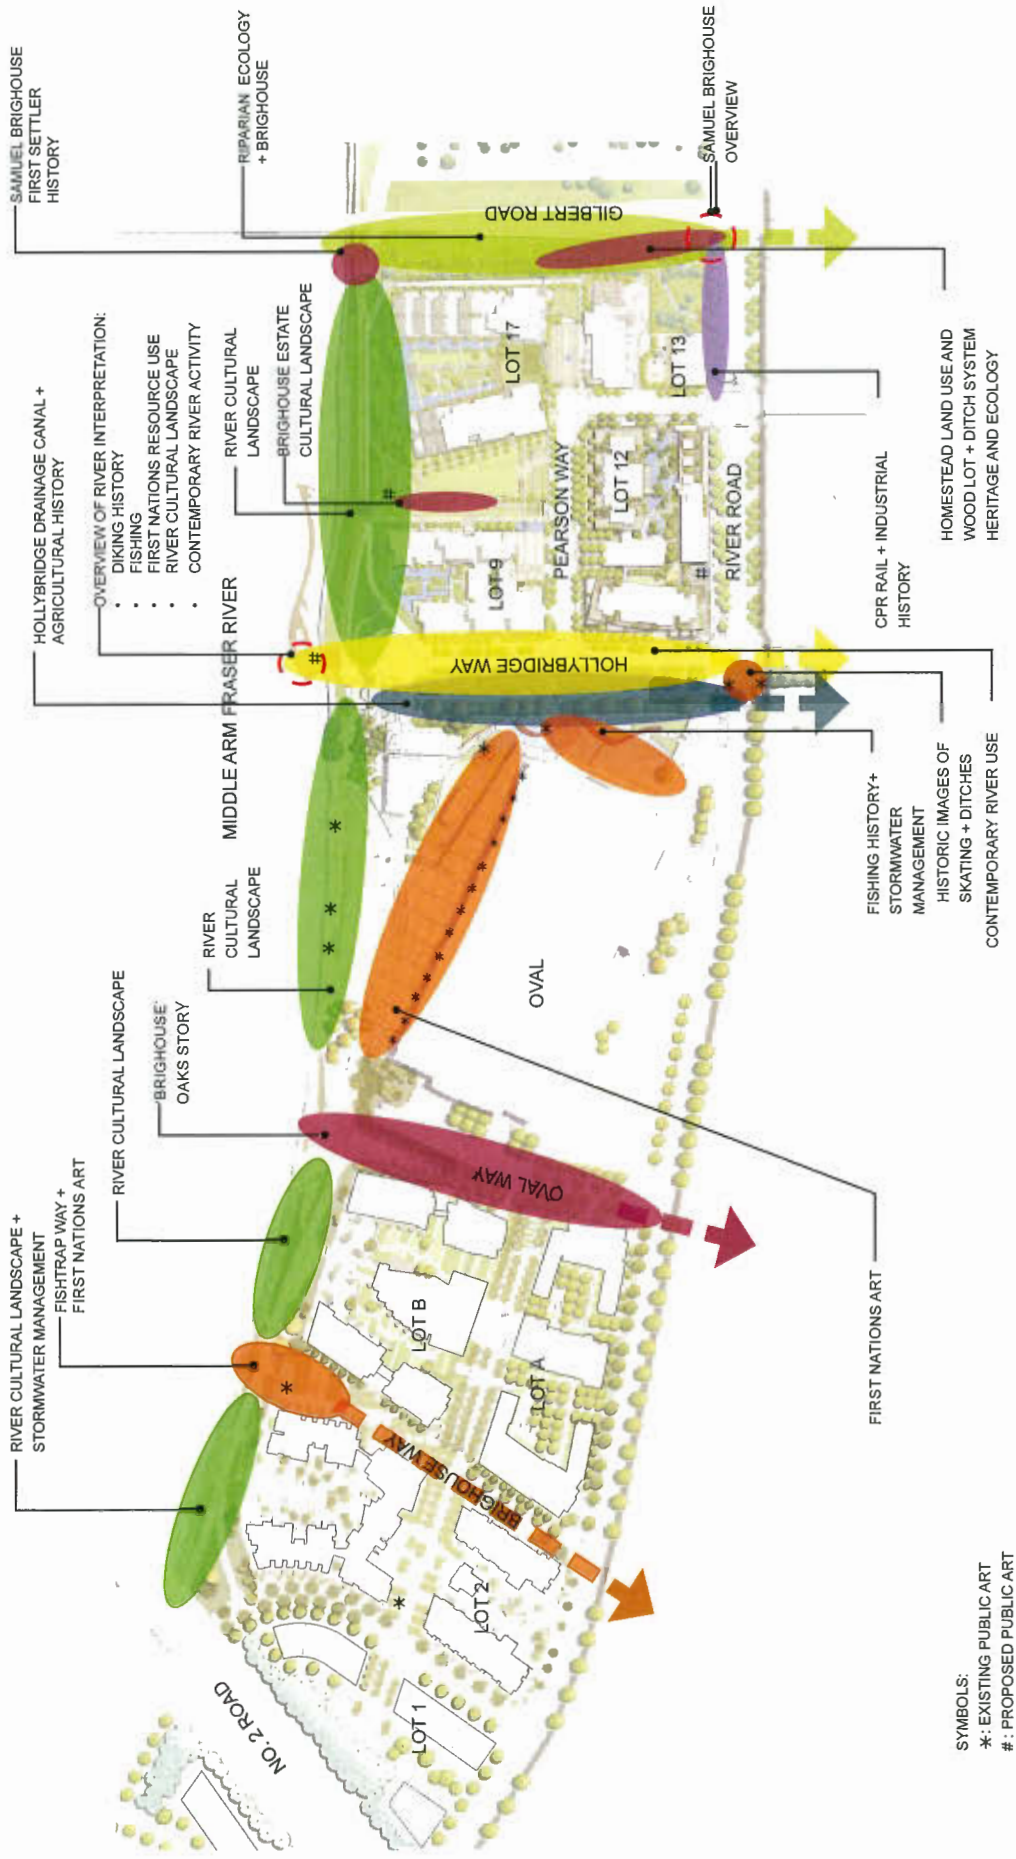 RIVER CULTURAL LANDSCAPE +
STORMWATER MANAGEMENT
FISHTRAP WAY +
FIRST NATIONS ART
RIVER CULTURAL LANDSCAPE
'BRIGHOUSE'
OAKS STORY
RIVER
CULTURAL
LANDSCAPE
MIDDLE ARM FRASER RIVER
HOLLYBRIDGE DRAINAGE CANAL +
AGRICULTURAL HISTORY
OVERVIEW OF RIVER INTERPRETATION:
• DIKING HISTORY
• FISHING
• FIRST NATIONS RESOURCE USE
• RIVER CULTURAL LANDSCAPE
• CONTEMPORARY RIVER ACTIVITY
RIVER CULTURAL
LANDSCAPE
BRIGHOUSE ESTATE
CULTURAL LANDSCAPE
SAMUEL BRIGHOUSE
FIRST SETTLER
HISTORY
RIPARIAN ECOLOGY
+ BRIGHOUSE
SAMUEL BRIGHOUSE
OVERVIEW
NO. 2 ROAD
LOT 1
LOT 2
BRIGHOUSE WAY
LOT A
LOT B
OVAL WAY
OVAL
HOLLYBRIDGE WAY
LOT 9
PEARSON WAY
LOT 12
RIVER ROAD
LOT 17
LOT 13
GILBERT ROAD
FIRST NATIONS ART
FISHING HISTORY+
STORMWATER
MANAGEMENT
HISTORIC IMAGES OF
SKATING + DITCHES
CONTEMPORARY RIVER USE
CPR RAIL + INDUSTRIAL
HISTORY
HOMESTEAD LAND USE AND
WOOD LOT + DITCH SYSTEM
HERITAGE AND ECOLOGY
SYMBOLS:
*: EXISTING PUBLIC ART
#: PROPOSED PUBLIC ART